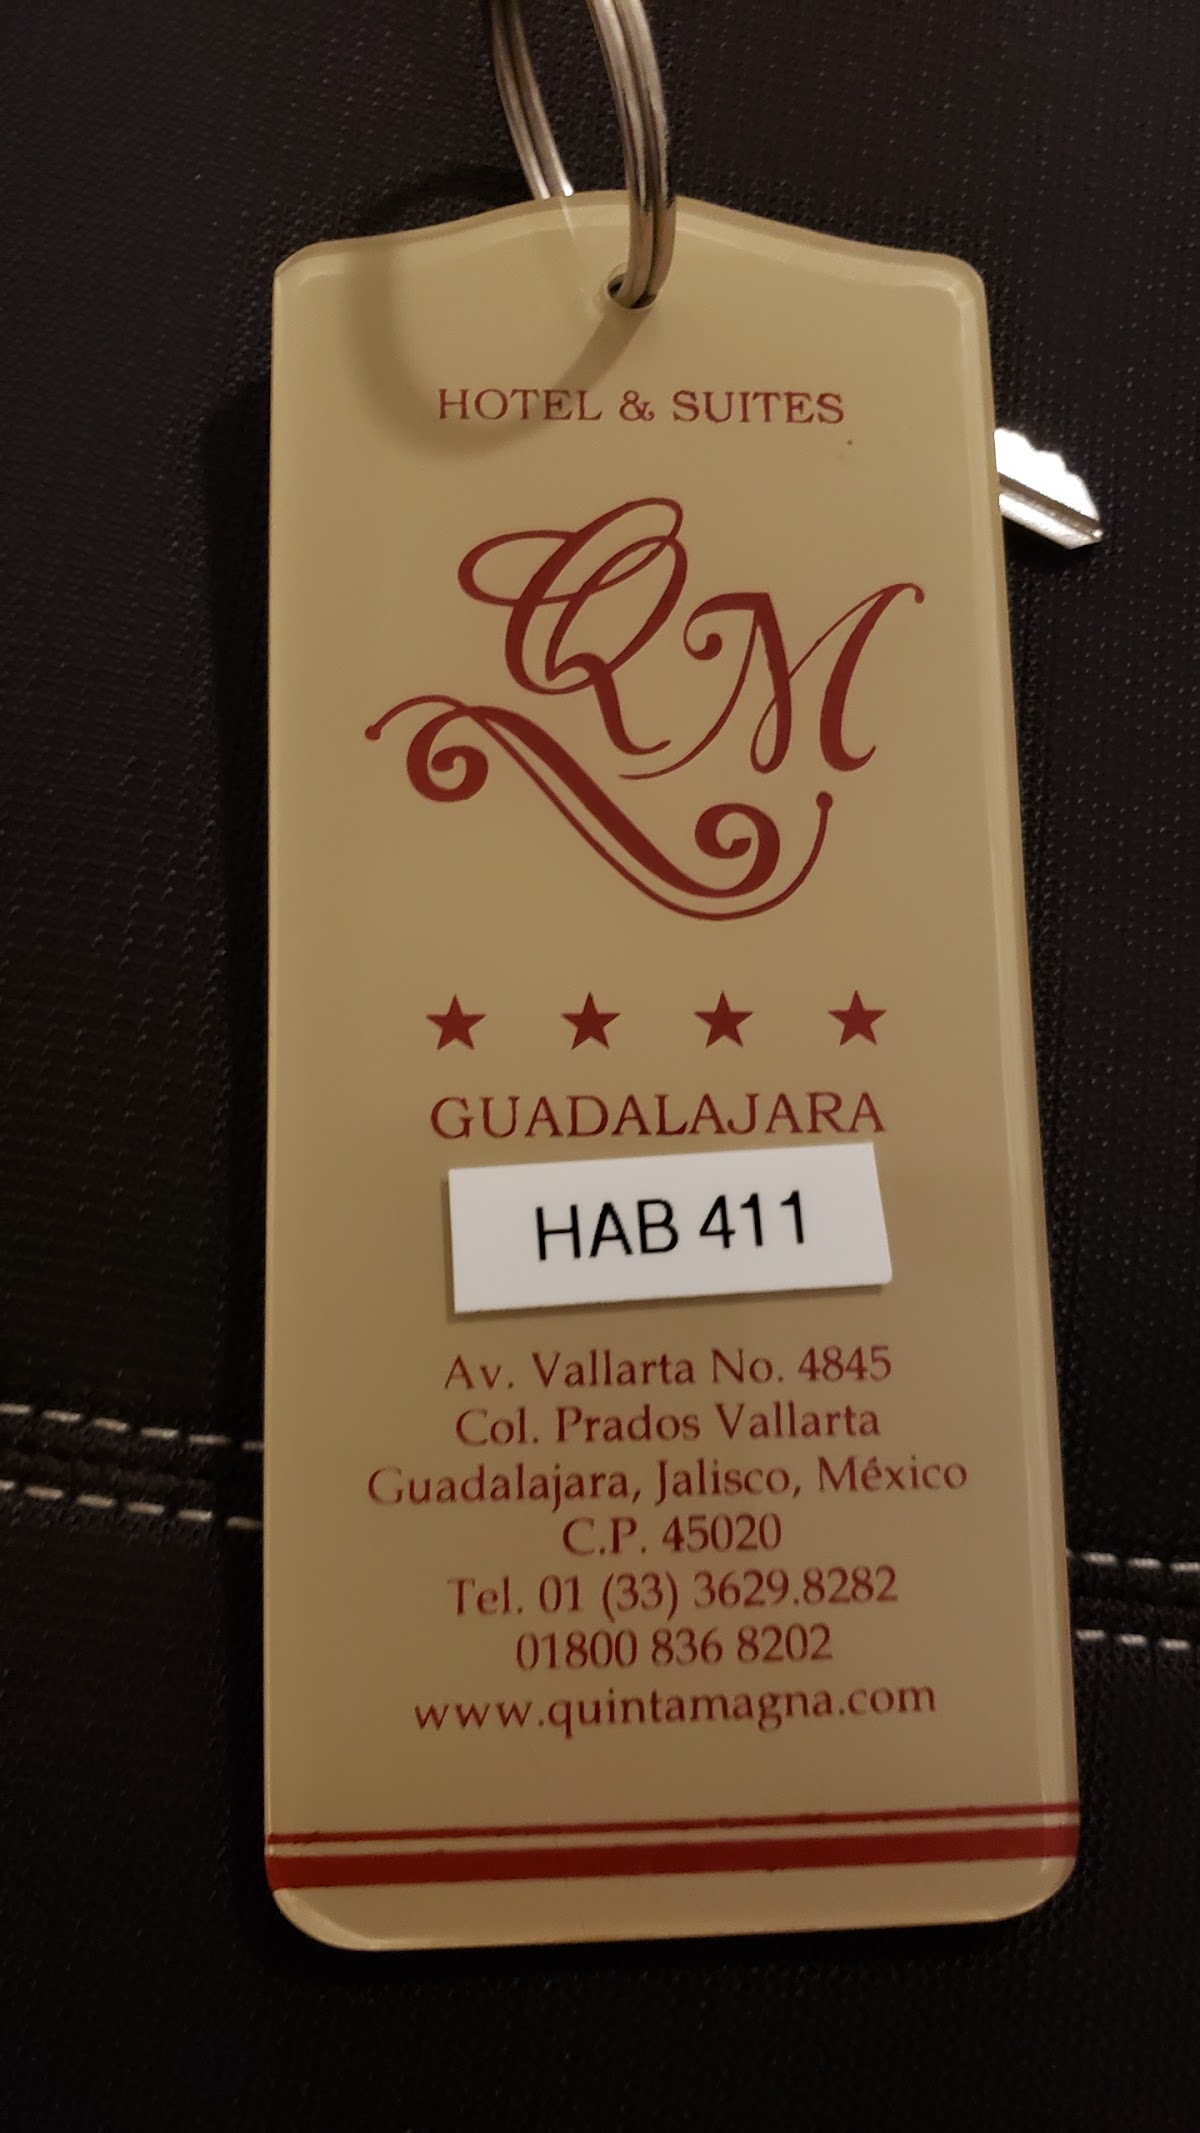 HOTEL & SUITES
QM
GUADALAJARA
HAB 411
Av. Vallarta No. 4845
Col. Prados Vallarta
Guadalajara, Jalisco, México
C.P. 45020
Tel. 01 (33) 3629.8282
01800 836 8202
www.quintamagna.com